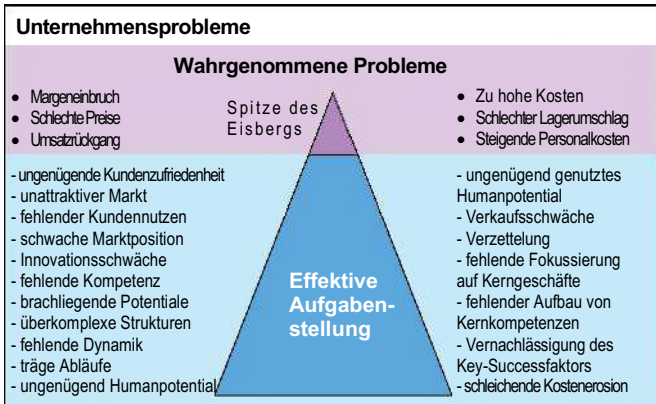 Unternehmensprobleme
Wahrgenommene Probleme
• Margeneinbruch
• Schlechte Preise
• Umsatzrückgang
Spitze des
Eisbergs
• Zu hohe Kosten
• Schlechter Lagerumschlag
• Steigende Personalkosten
- ungenügende Kundenzufriedenheit
- unattraktiver Markt
- fehlender Kundennutzen
- schwache Marktposition
- Innovationsschwäche
- fehlende Kompetenz
- brachliegende Potentiale
- überkomplexe Strukturen
- fehlende Dynamik
- träge Abläufe
- ungenügend Humanpotential
Effektive
Aufgaben-
stellung
- ungenügend genutztes
Humanpotential
- Verkaufsschwäche
- Verzettelung
- fehlende Fokussierung
auf Kerngeschäfte
- fehlender Aufbau von
Kernkompetenzen
- Vernachlässigung des
Key-Successfaktors
- schleichende Kostenerosion